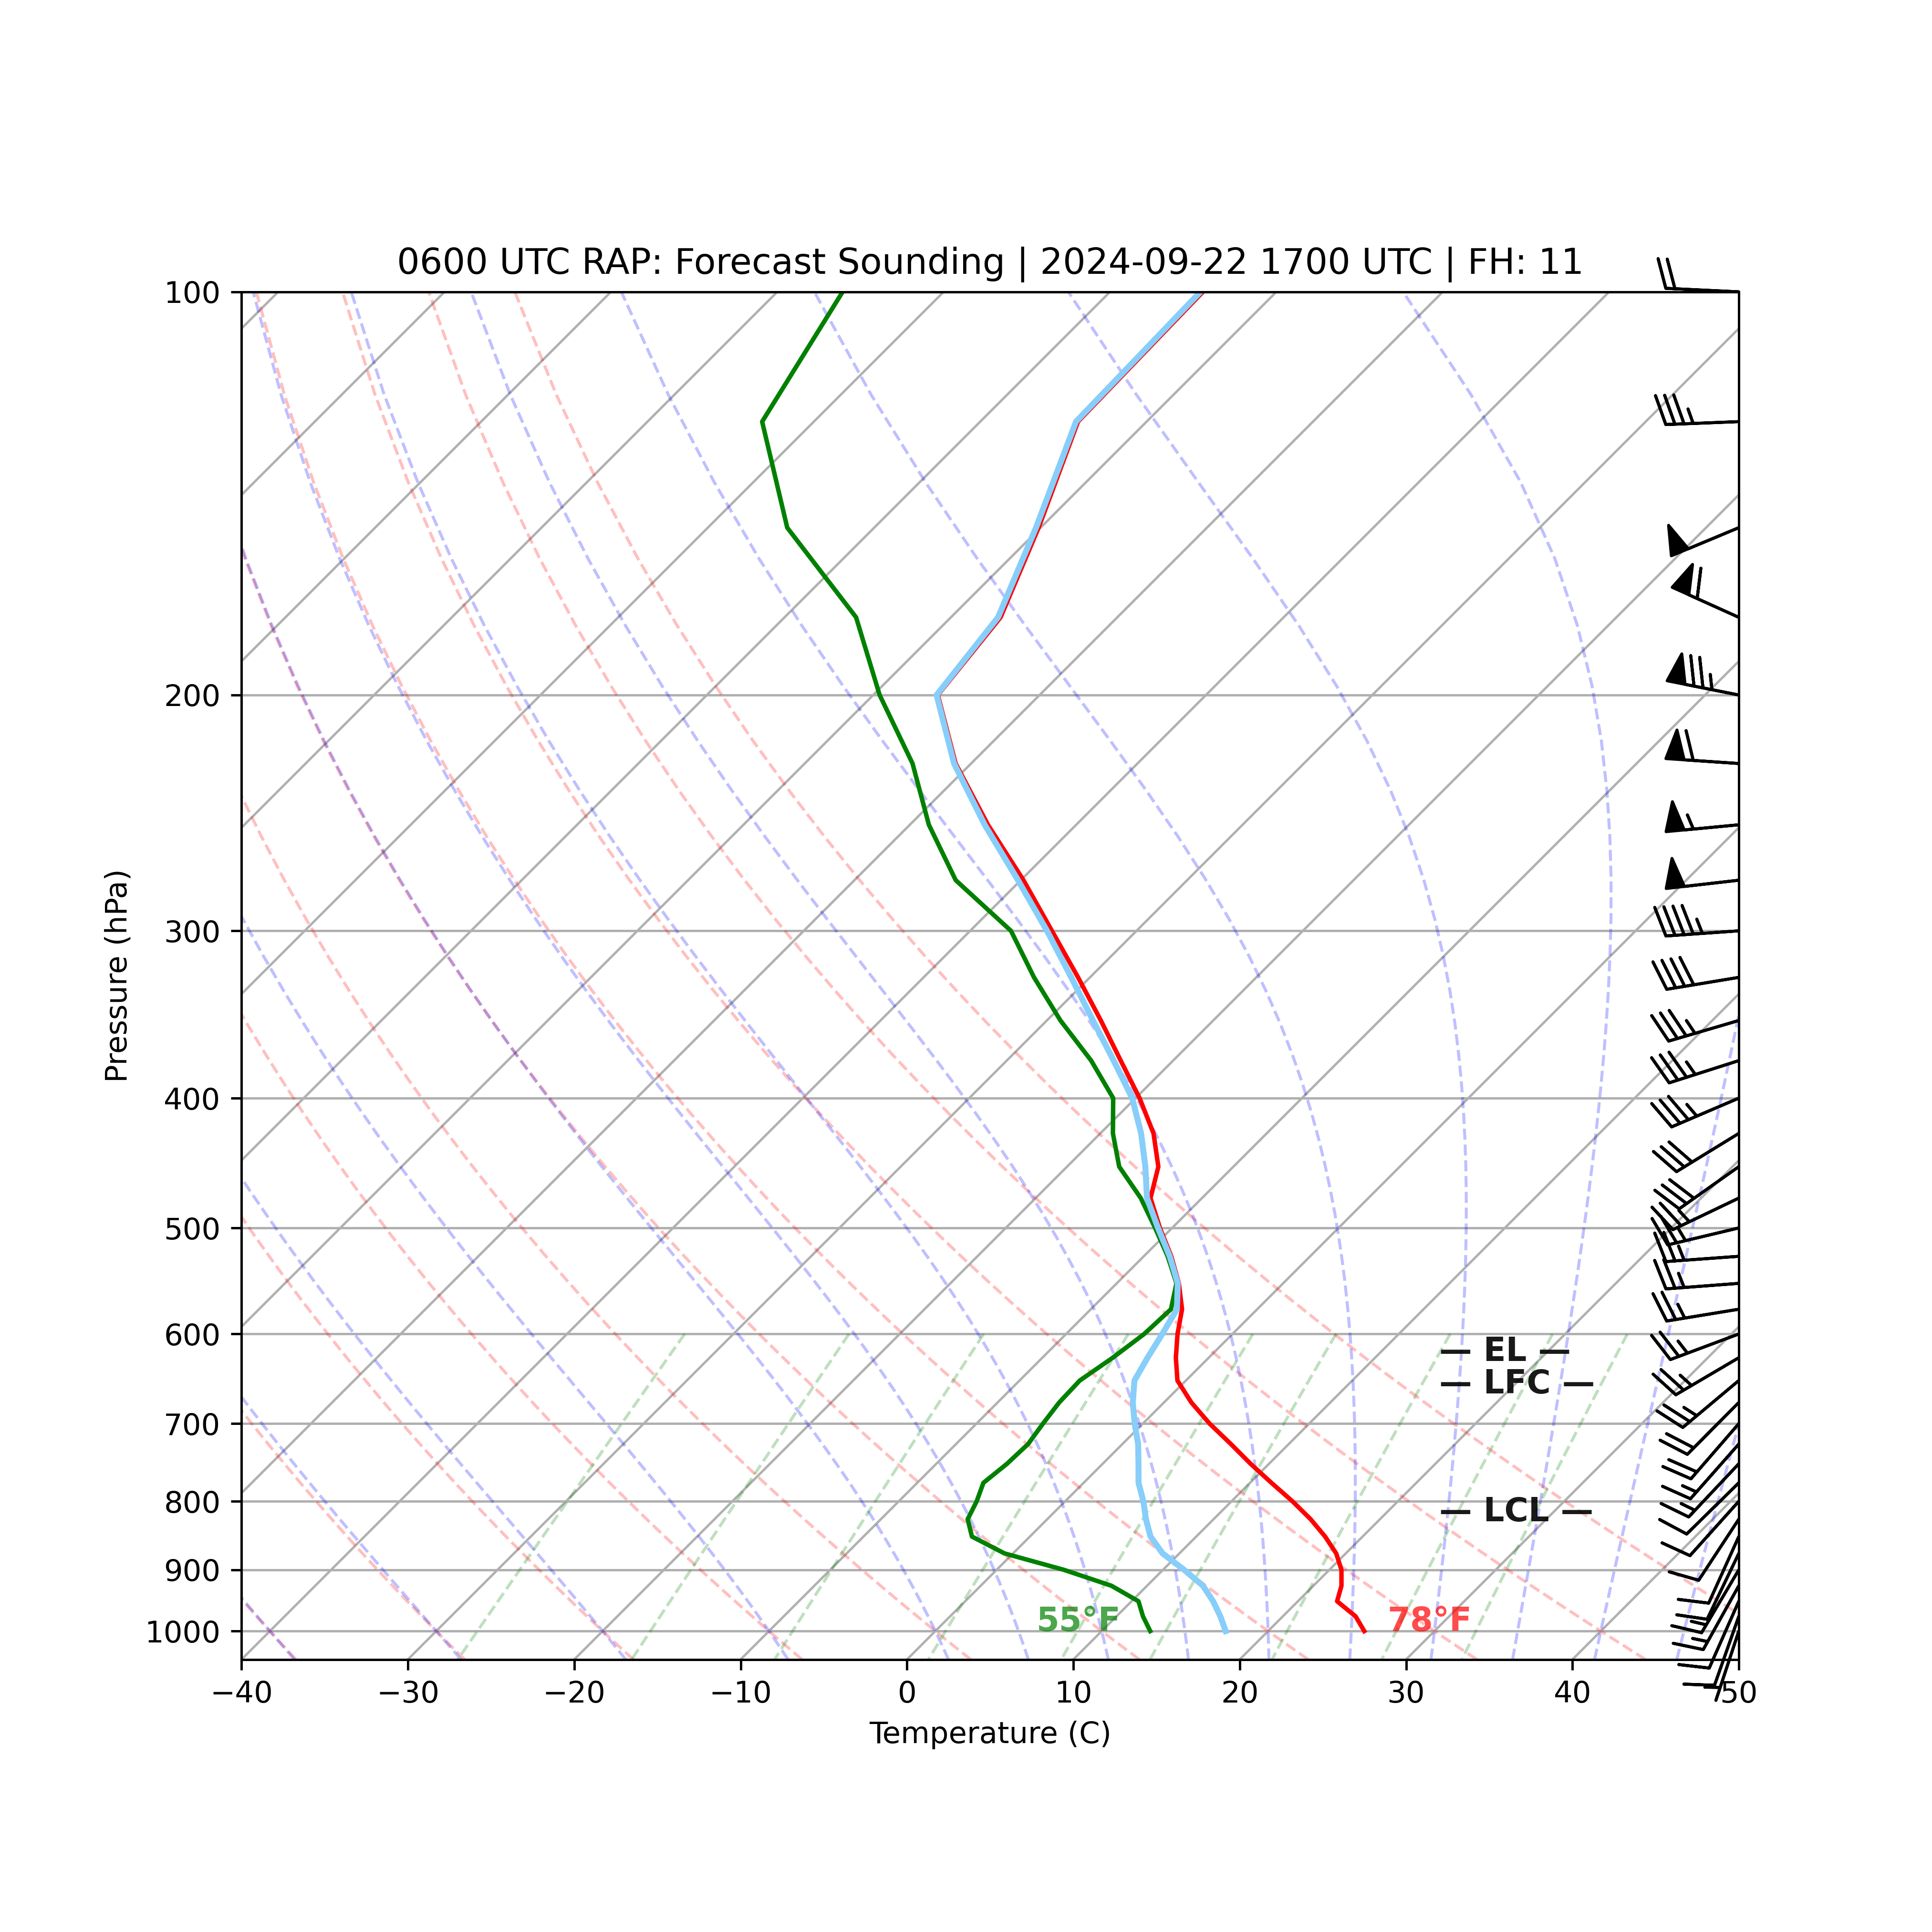 0600 UTC RAP: Forecast Sounding | 2024-09-22 1700 UTC | FH: 11
100
200
300
400
500
600
700
800
900
1000
Pressure (hPa)
— EL —
— LFC —
— LCL —
55°F
78°F
−40 −30 −20 −10 0 10 20 30 40 50
Temperature (C)